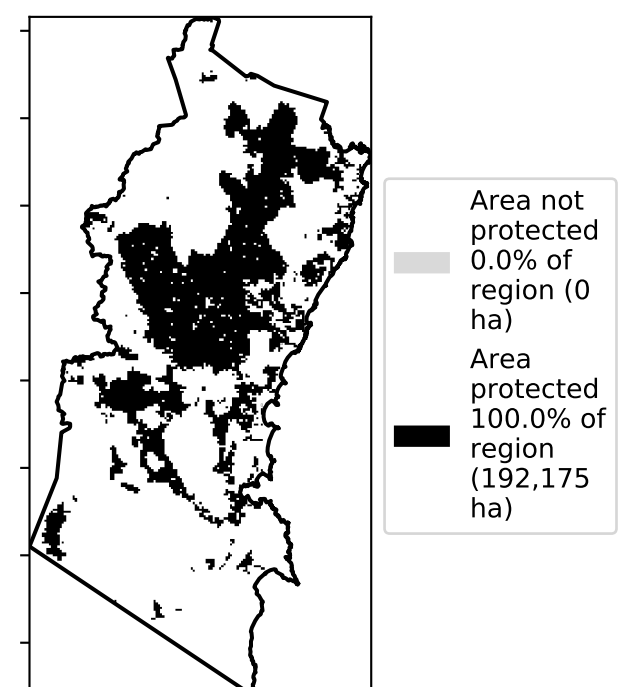 Area not
protected
0.0% of
region (0
ha)
Area
protected
100.0% of
region
(192,175
ha)